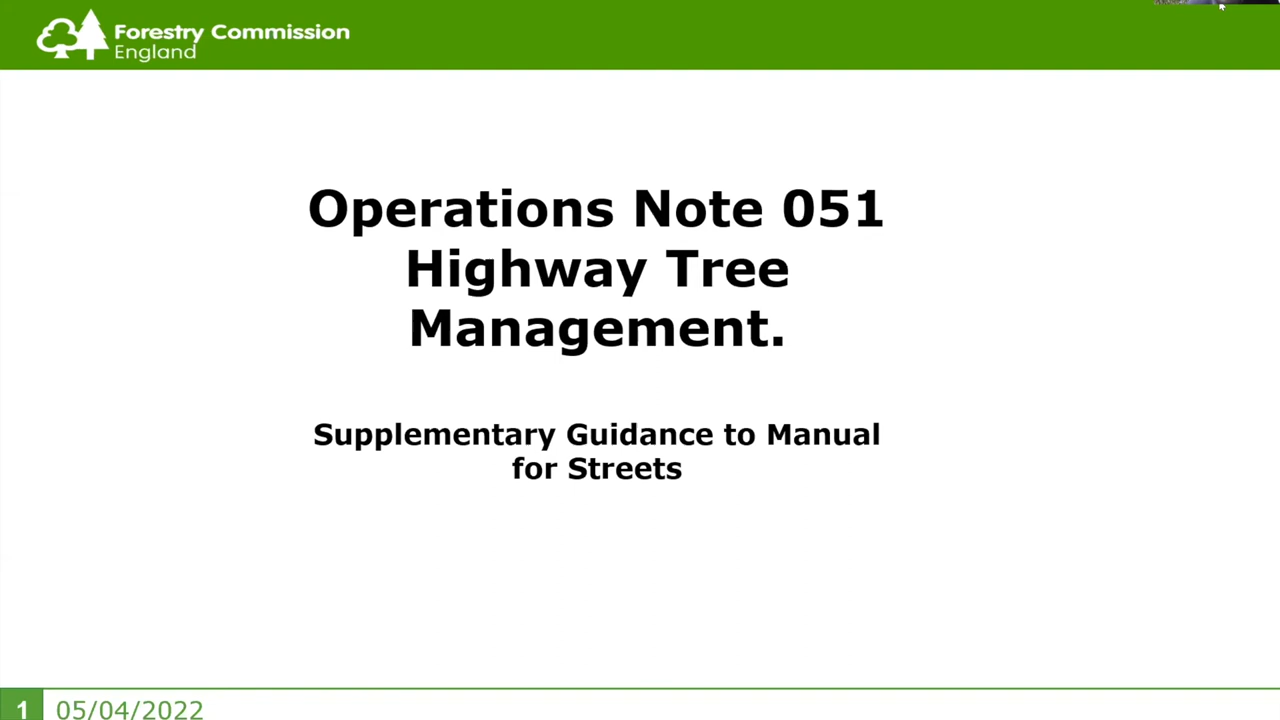 Forestry Commission
England
Operations Note 051
Highway Tree
Management.
Supplementary Guidance to Manual
for Streets
1
05/04/2022